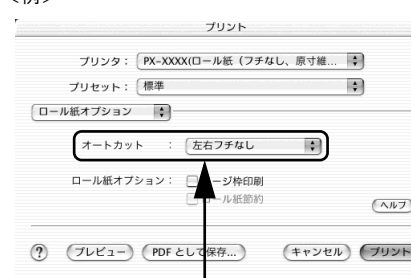 プリント
プリンタ： PX-XXXX(ロール紙（フチなし、原寸維...
プリセット： 標準
ロール紙オプション
オートカット ： 左右フチなし
ロール紙オプション： ージ枠印刷
ール紙節約
ヘルプ
? プレビュー PDF として保存... キャンセル プリント